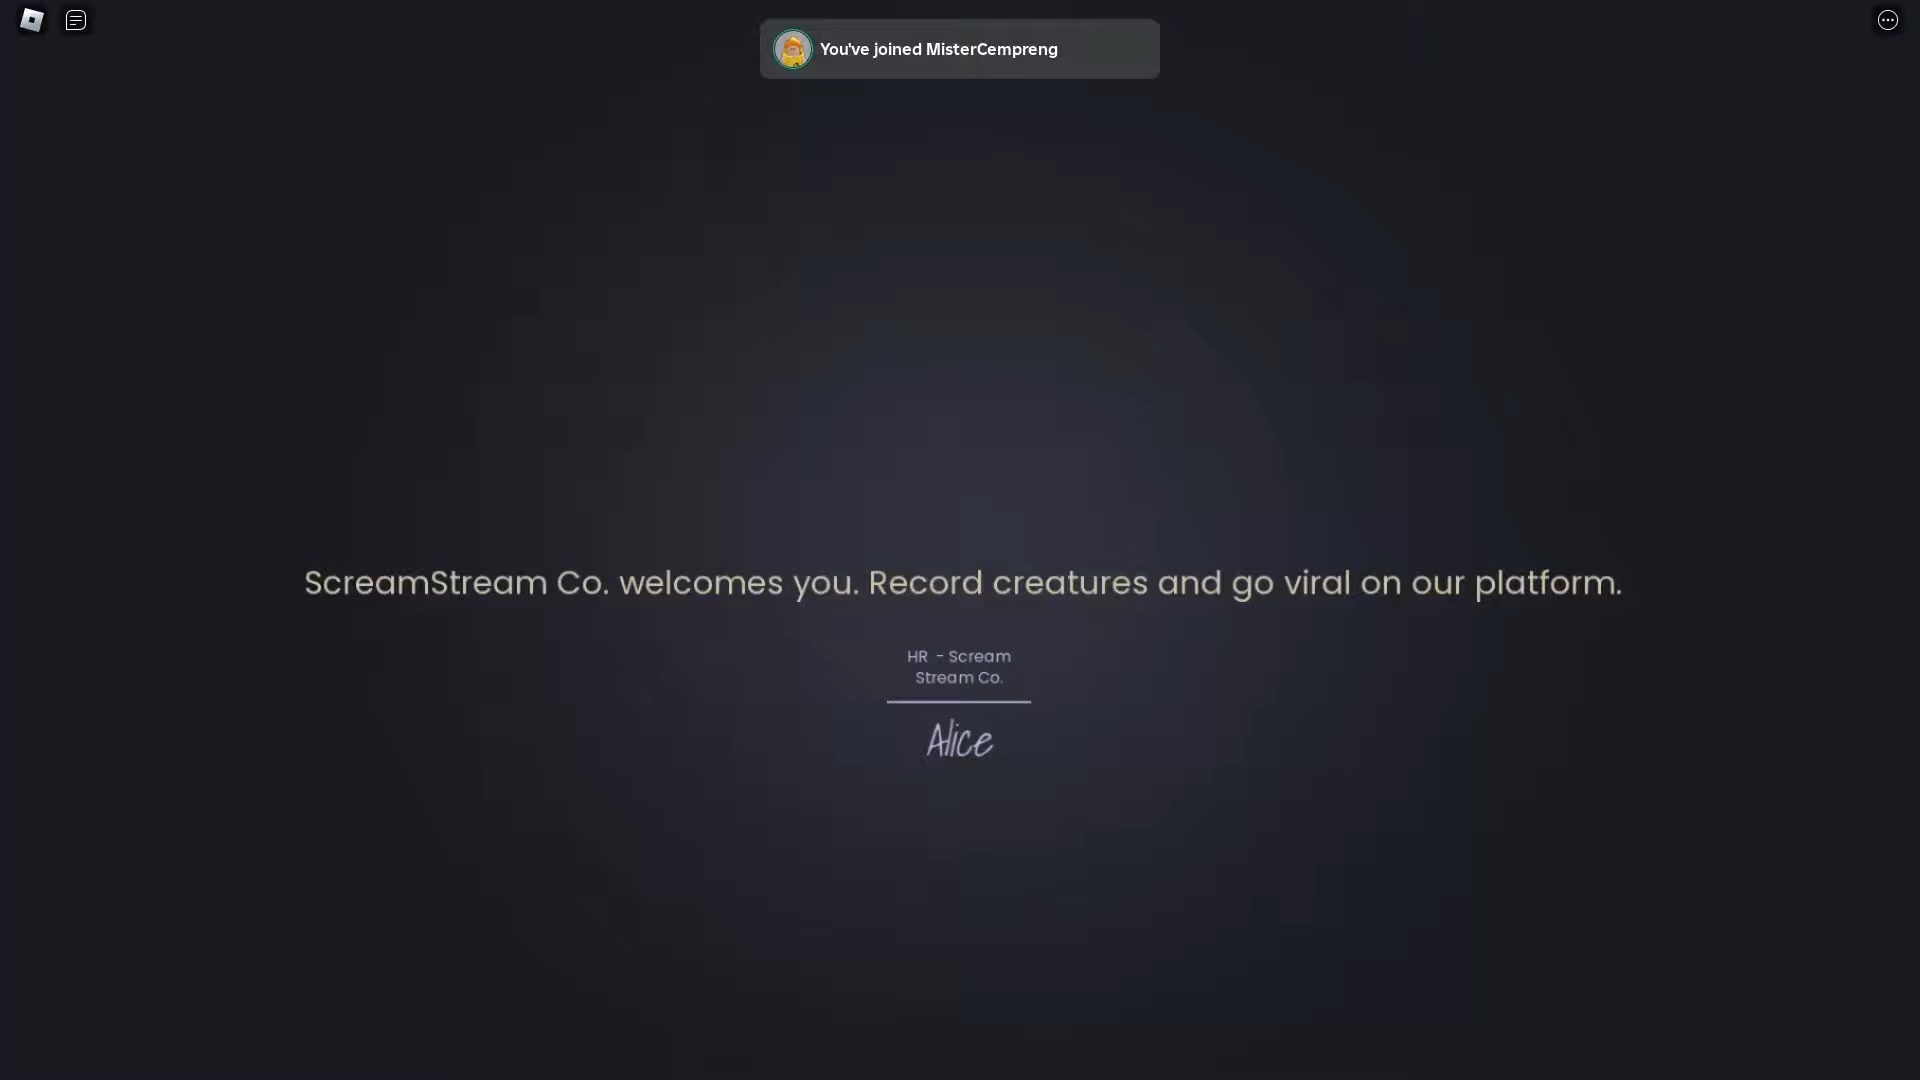 You've joined MisterCempreng
ScreamStream Co. welcomes you. Record creatures and go viral on our platform.
HR - Scream
Stream Co.
Alice